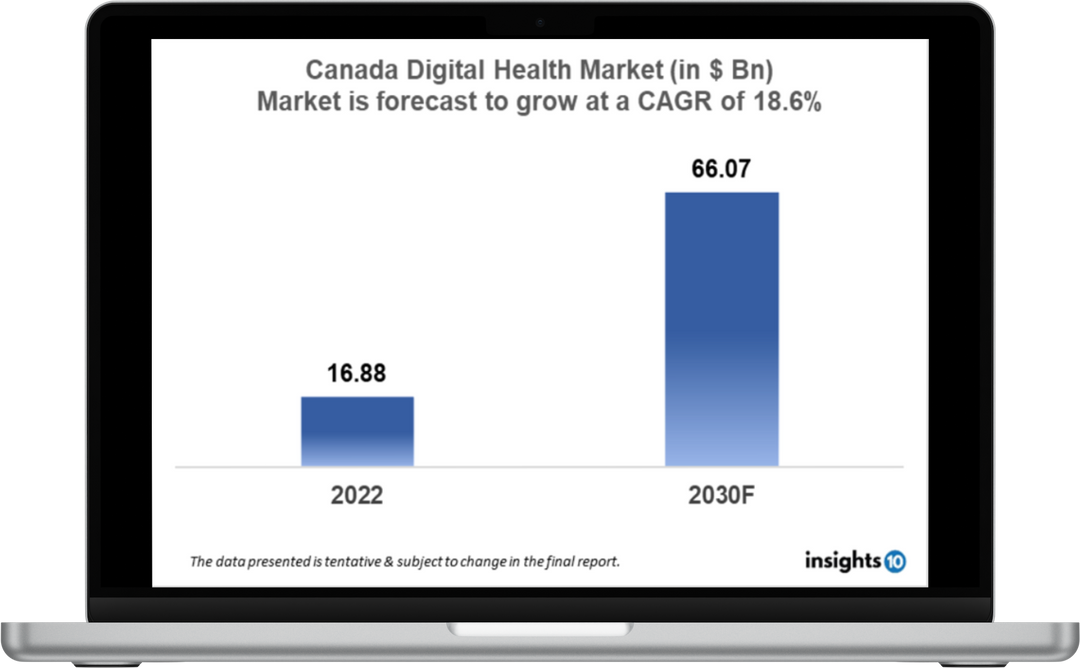 Canada Digital Health Market (in $ Bn)
Market is forecast to grow at a CAGR of 18.6%
66.07
16.88
2022
2030F
The data presented is tentative & subject to change in the final report.
insights10